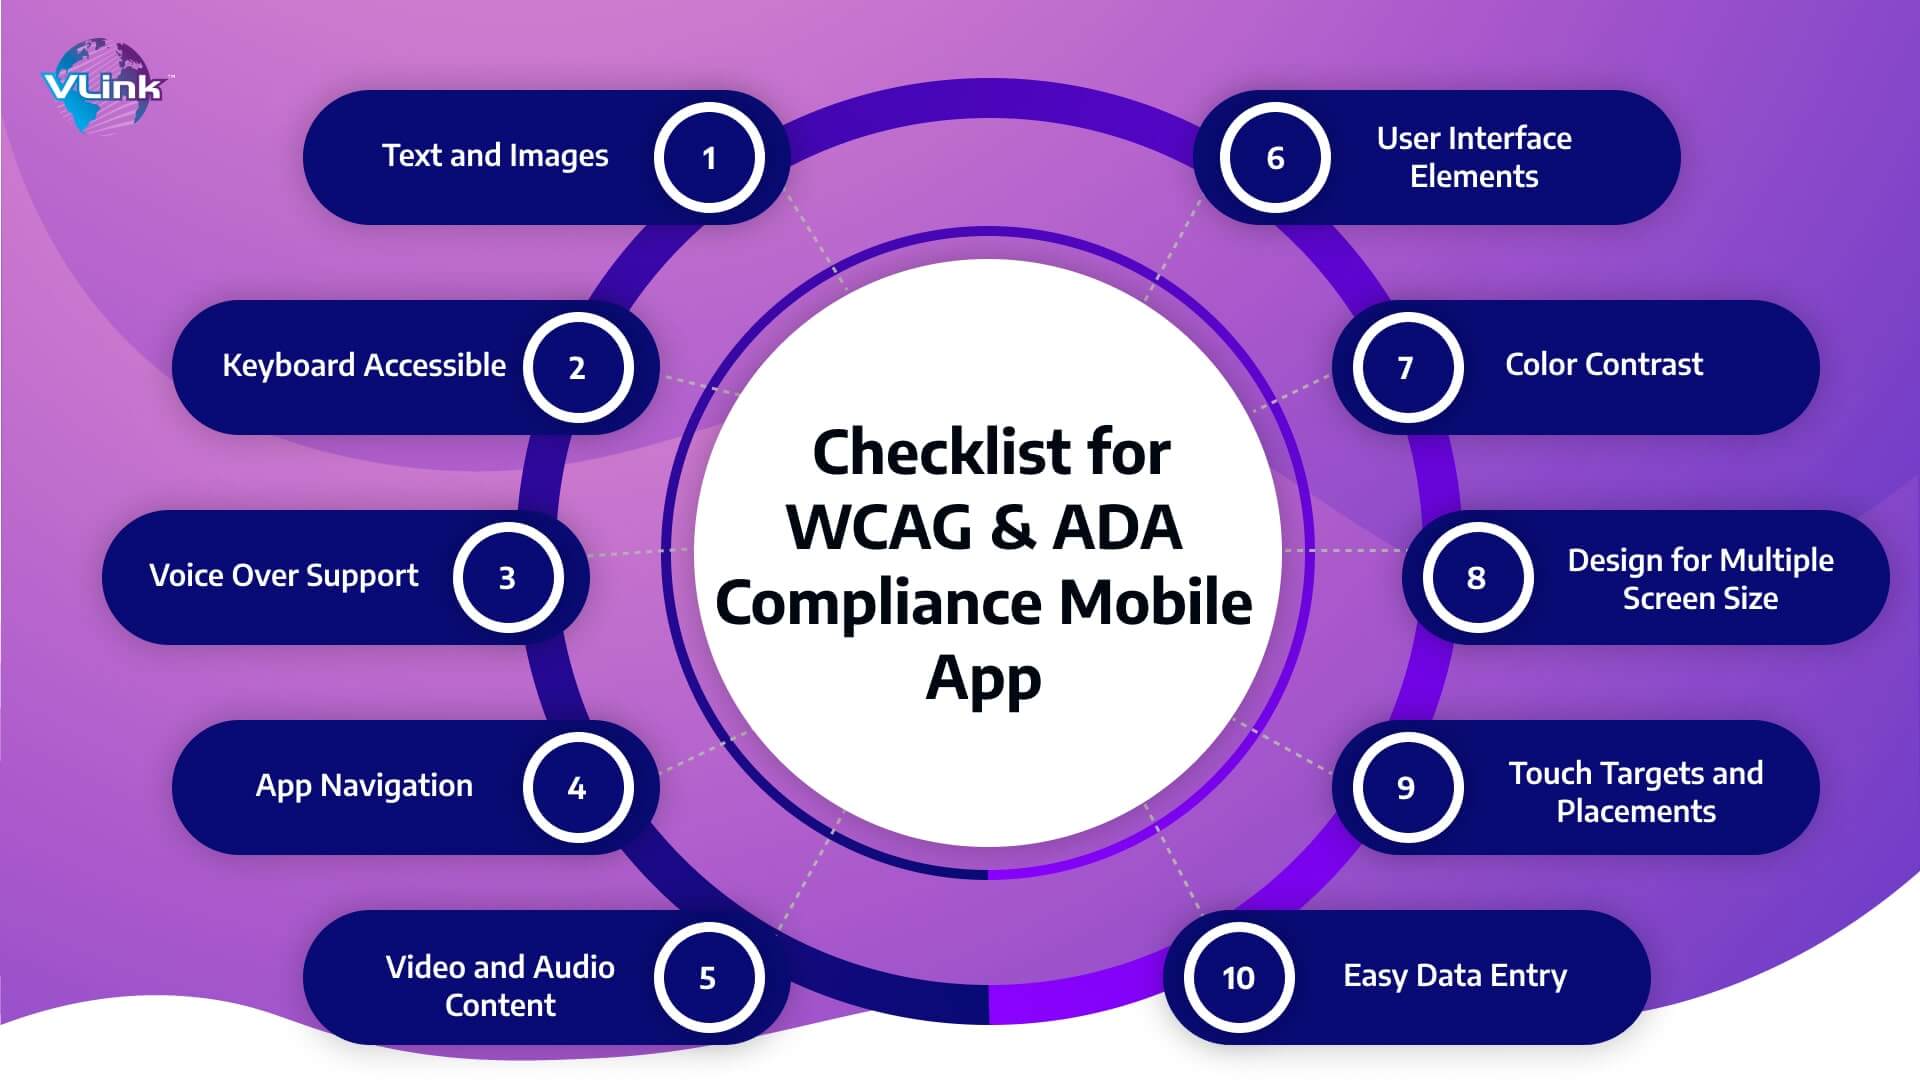 VLink™
Text and Images
1
Keyboard Accessible
2
Voice Over Support
3
App Navigation
4
Video and Audio
Content
5
Checklist for
WCAG & ADA
Compliance Mobile
App
6
User Interface
Elements
7
Color Contrast
8
Design for Multiple
Screen Size
9
Touch Targets and
Placements
10
Easy Data Entry